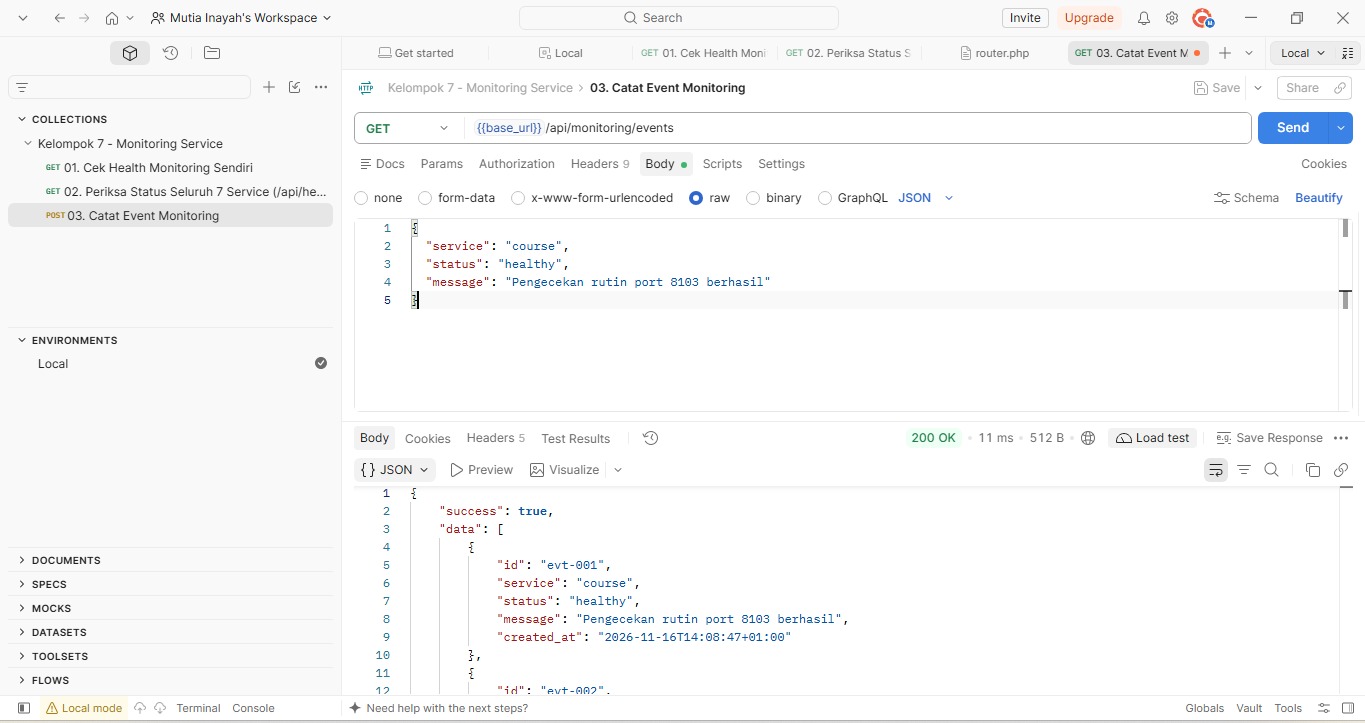 Mutia Inayah's Workspace
Search
Invite
Upgrade
Get started
Local
GET 01. Cek Health Moni
GET 02. Periksa Status S
router.php
GET 03. Catat Event M
Local
COLLECTIONS
Kelompok 7 - Monitoring Service
GET 01. Cek Health Monitoring Sendiri
GET 02. Periksa Status Seluruh 7 Service (/api/he...
POST 03. Catat Event Monitoring
ENVIRONMENTS
Local
DOCUMENTS
SPECS
MOCKS
DATASETS
TOOLSETS
FLOWS
HTTP
Kelompok 7 - Monitoring Service > 03. Catat Event Monitoring
Save
Share
GET
{{base_url}} /api/monitoring/events
Send
Docs
Params
Authorization
Headers 9
Body
Scripts
Settings
Cookies
none
form-data
x-www-form-urlencoded
raw
binary
GraphQL
JSON
Schema
Beautify
1 {
2 "service": "course",
3 "status": "healthy",
4 "message": "Pengecekan rutin port 8103 berhasil"
5 }
Body
Cookies
Headers 5
Test Results
200 OK
11 ms
512 B
Load test
e.g. Save Response
{} JSON
Preview
Visualize
1 {
2 "success": true,
3 "data": [
4 {
5 "id": "evt-001",
6 "service": "course",
7 "status": "healthy",
8 "message": "Pengecekan rutin port 8103 berhasil",
9 "created_at": "2026-11-16T14:08:47+01:00"
10 },
11 {
12 "id": "evt-002",
Local mode
Terminal
Console
Need help with the next steps?
Globals
Vault
Tools